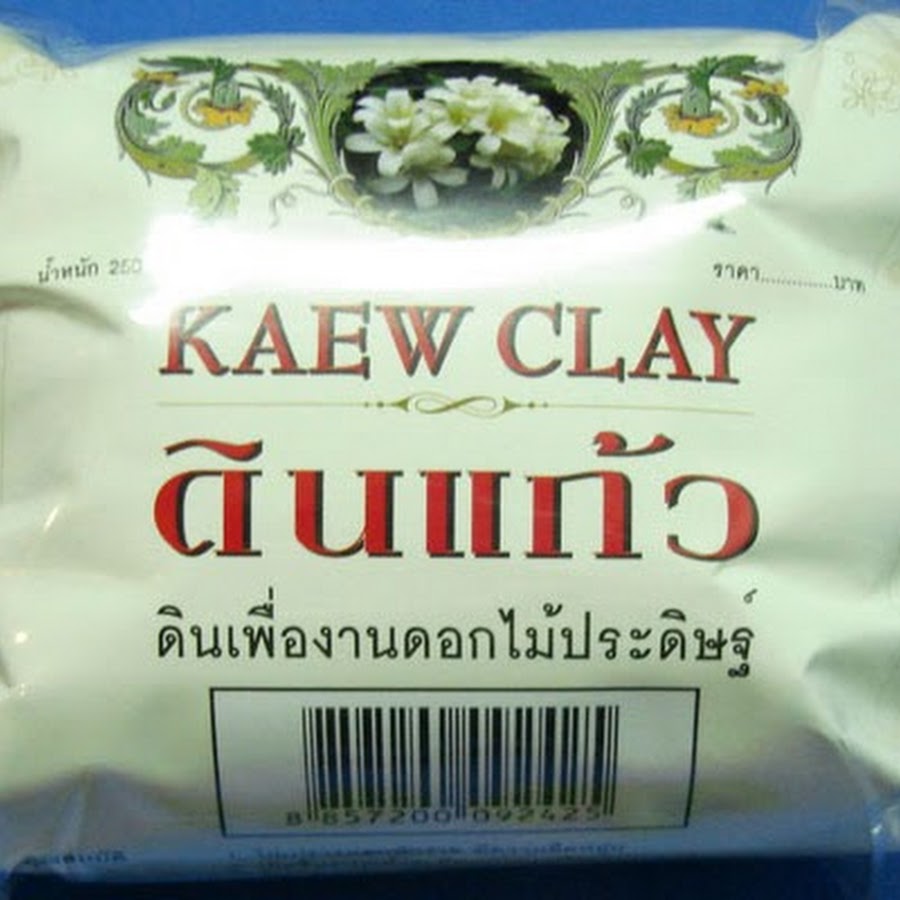 น้ำหนัก 250
ราคา.............บาท
KAEW CLAY
ดินแก้ว
ดินเพื่องานดอกไม้ประดิษฐ์
8 857200 092425